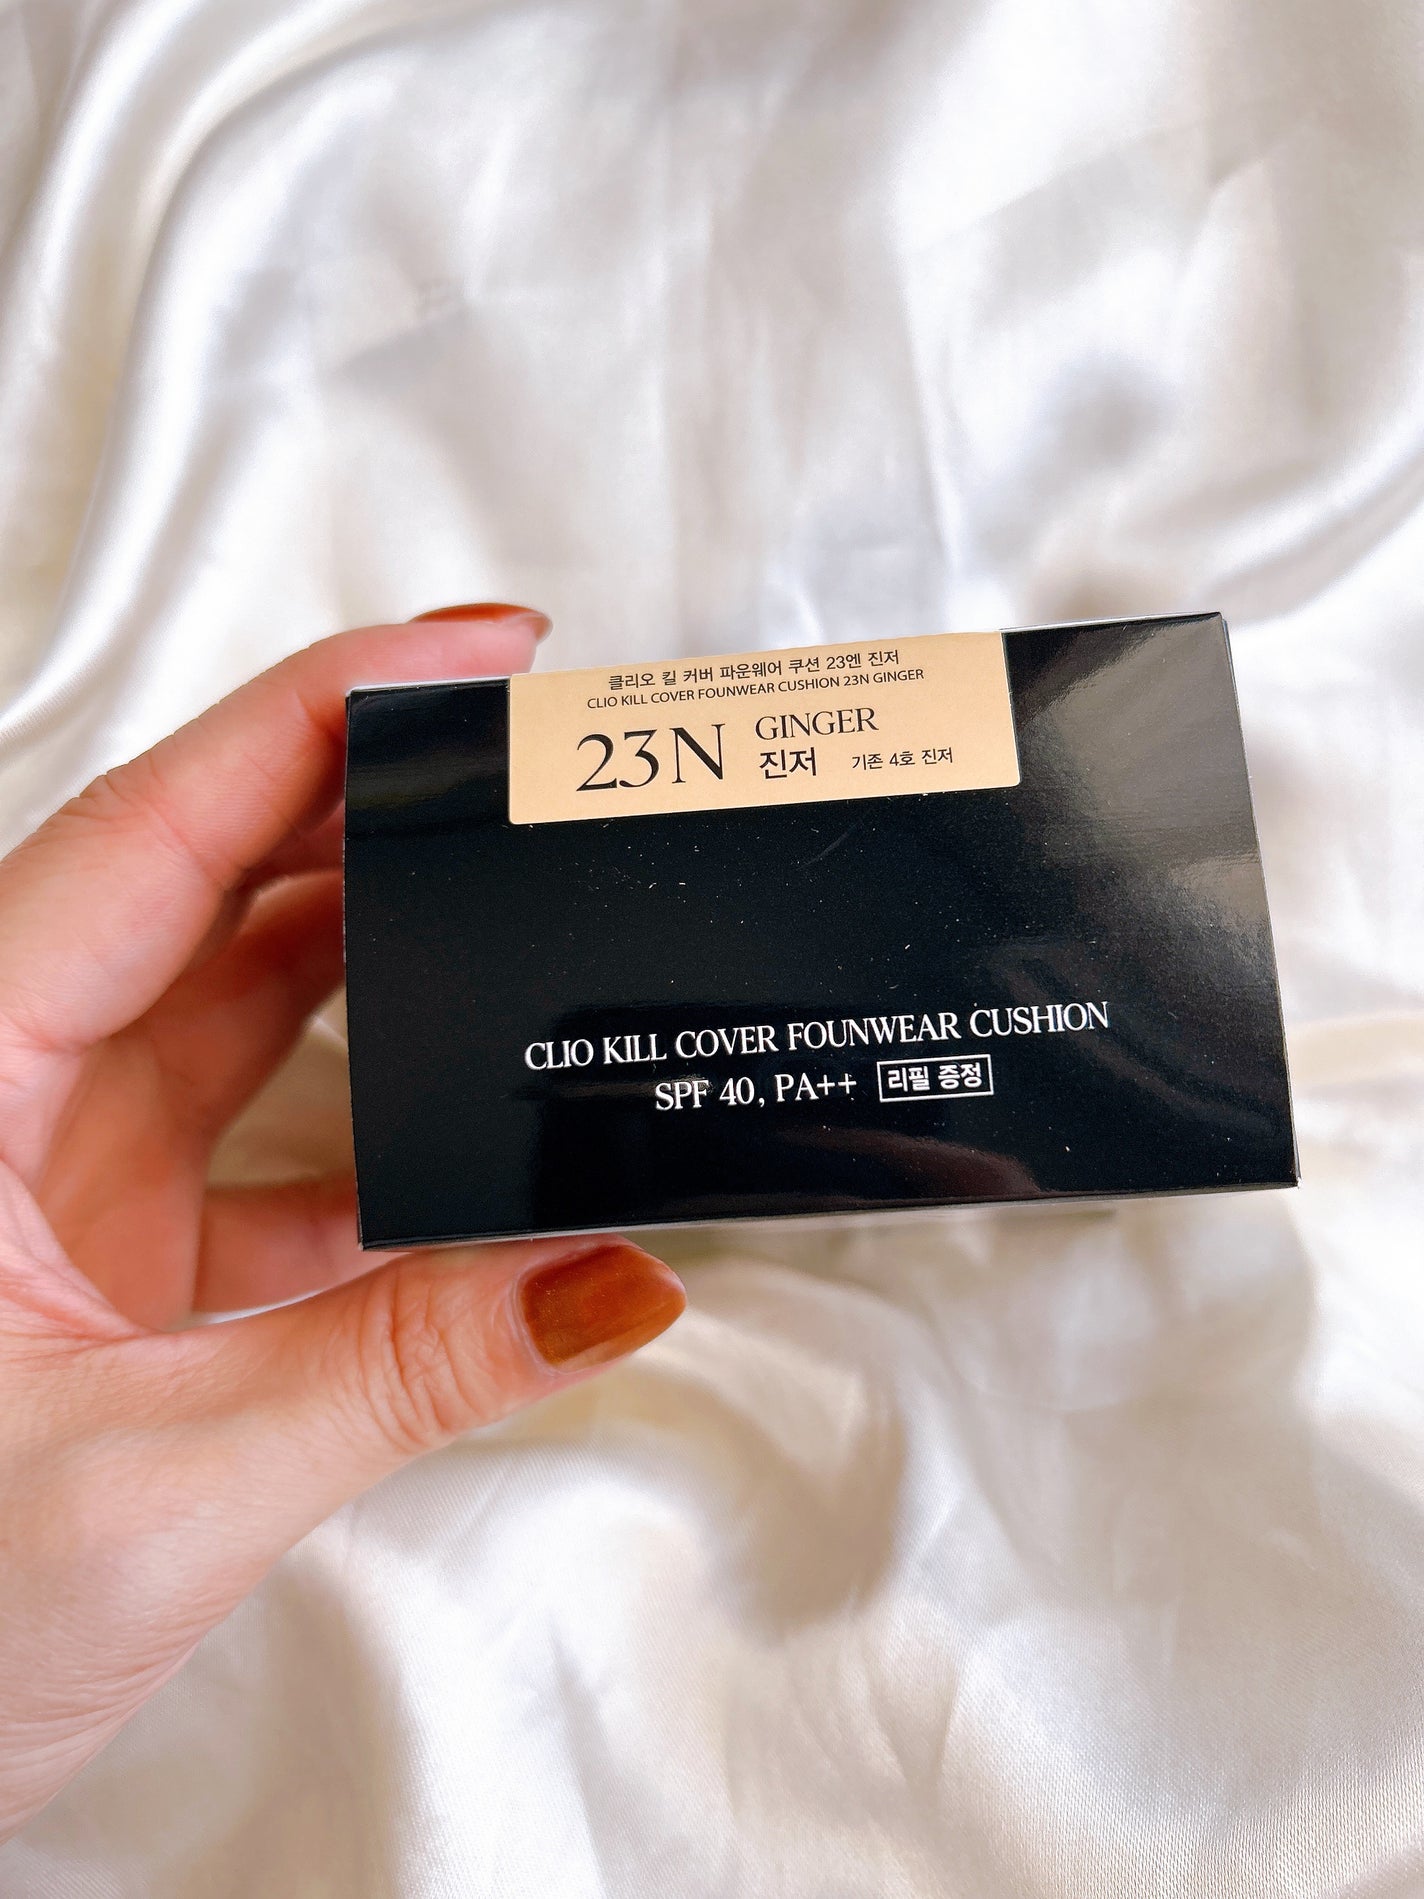 클리오 킬 커버 파운웨어 쿠션 23엔 진저
CLIO KILL COVER FOUNWEAR CUSHION 23N GINGER
23N GINGER
진저 기존 4호 진저
CLIO KILL COVER FOUNWEAR CUSHION
SPF 40, PA++ 리필 증정